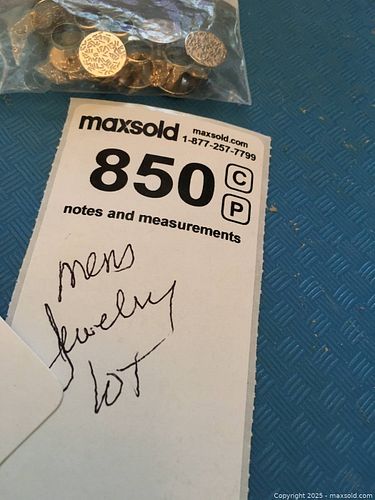 maxsold maxsold.com
1-877-257-7799
850 C
P
notes and measurements
mens
Jewelry
LOT
Copyright 2025 - maxsold.com